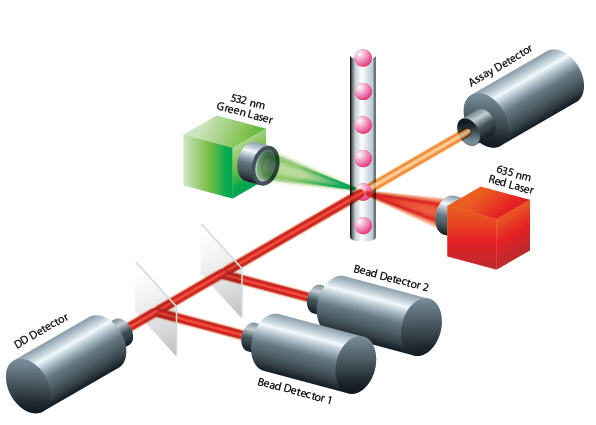 532 nm
Green Laser
Assay Detector
635 nm
Red Laser
Bead Detector 2
DD Detector
Bead Detector 1